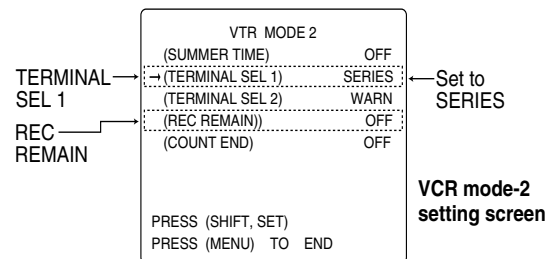 VTR MODE 2
(SUMMER TIME) OFF
→(TERMINAL SEL 1) SERIES
(TERMINAL SEL 2) WARN
(REC REMAIN)) OFF
(COUNT END) OFF
PRESS (SHIFT, SET)
PRESS (MENU) TO END
TERMINAL
SEL 1
REC
REMAIN
Set to
SERIES
VCR mode-2
setting screen